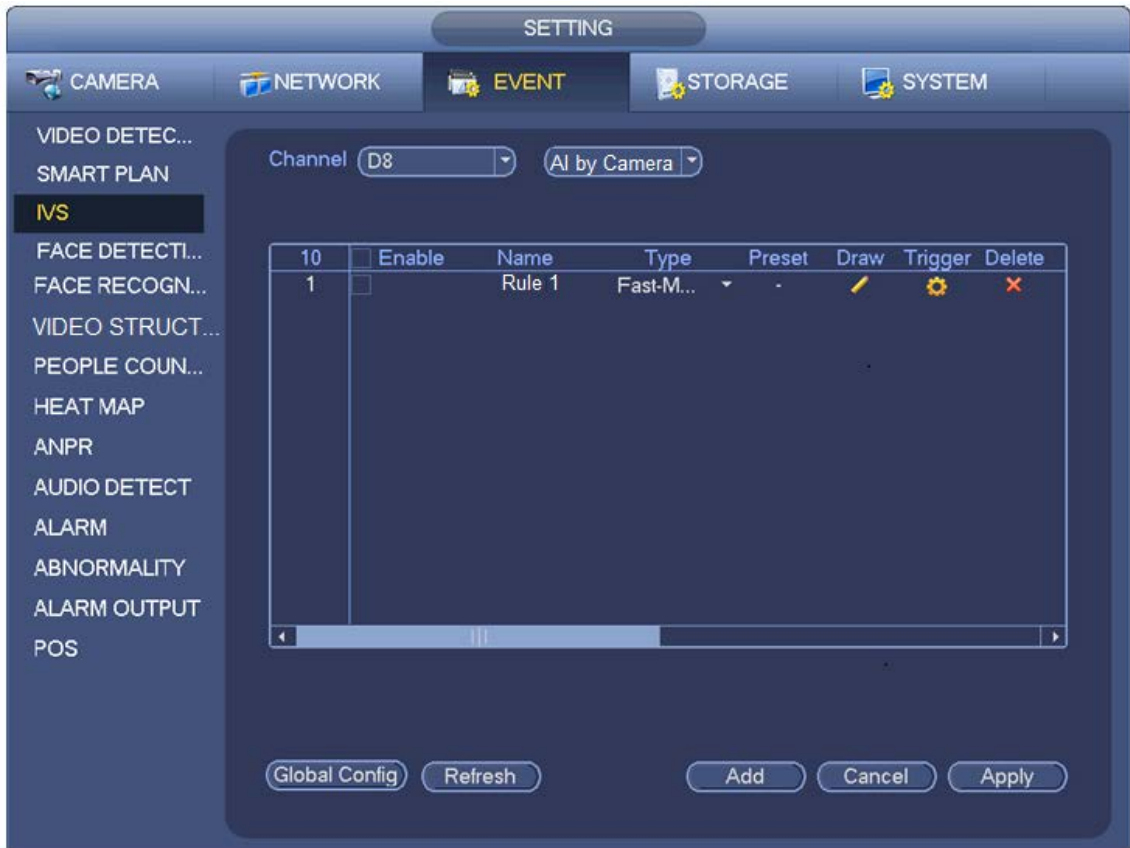 SETTING
CAMERA NETWORK EVENT STORAGE SYSTEM
VIDEO DETEC...
SMART PLAN
IVS
FACE DETECTI...
FACE RECOGN...
VIDEO STRUCT...
PEOPLE COUN...
HEAT MAP
ANPR
AUDIO DETECT
ALARM
ABNORMALITY
ALARM OUTPUT
POS
Channel D8 AI by Camera
10 Enable Name Type Preset Draw Trigger Delete
1 Rule 1 Fast-M... -
Global Config Refresh Add Cancel Apply